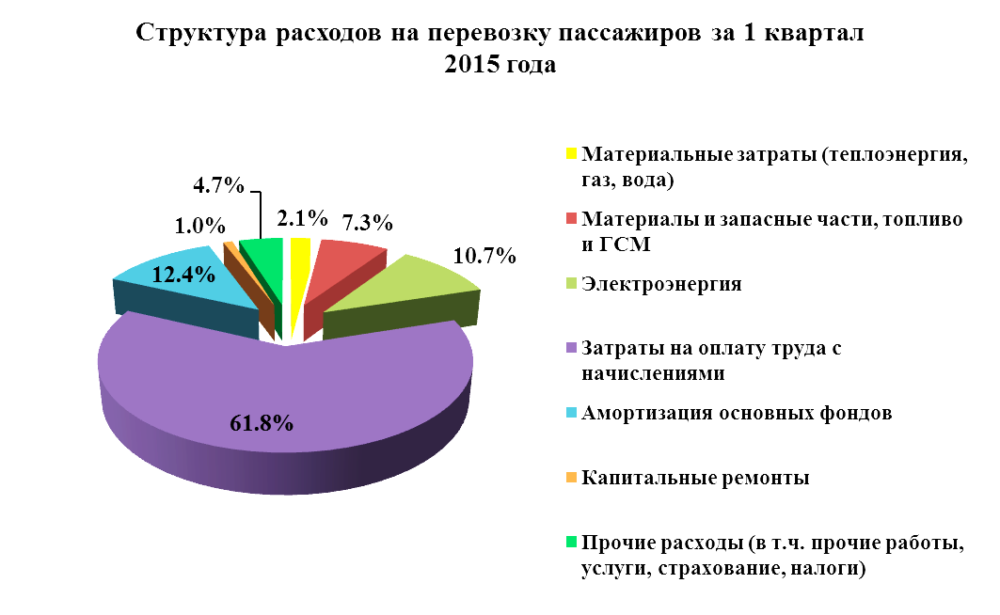 Структура расходов на перевозку пассажиров за 1 квартал
2015 года
4.7%
1.0%
2.1%
7.3%
10.7%
12.4%
61.8%
Материальные затраты (теплоэнергия,
газ, вода)
Материалы и запасные части, топливо
и ГСМ
Электроэнергия
Затраты на оплату труда с
начислениями
Амортизация основных фондов
Капитальные ремонты
Прочие расходы (в т.ч. прочие работы,
услуги, страхование, налоги)